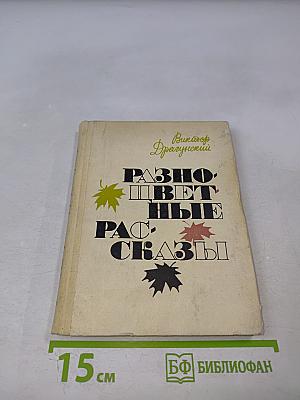 Виктор
Драгунский
РАЗНО-
ЦВЕТ
НЫЕ
РАС-
СКАЗЫ
15 см
БФ БИБЛИОФАН